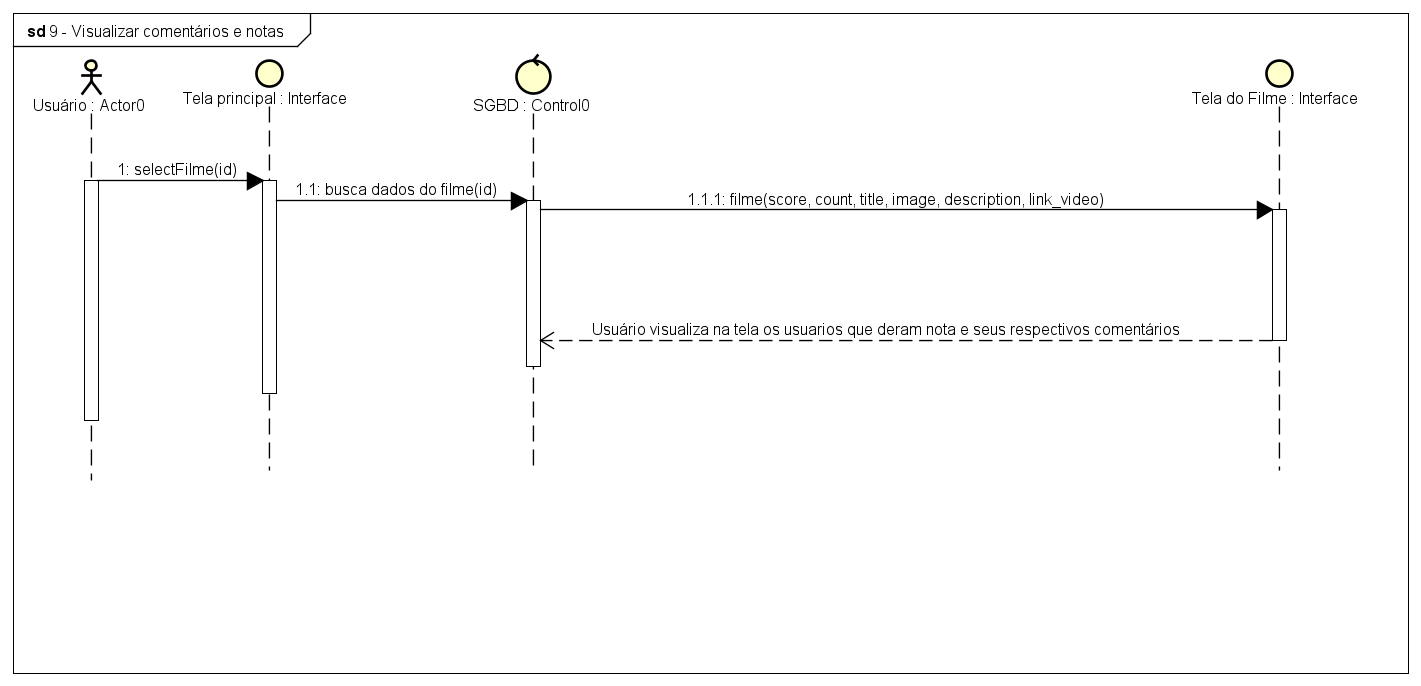 sd 9 - Visualizar comentários e notas
Usuário : Actor0
Tela principal : Interface
SGBD : Control0
Tela do Filme : Interface
1: selectFilme(id)
1.1: busca dados do filme(id)
1.1.1: filme(score, count, title, image, description, link_video)
Usuário visualiza na tela os usuarios que deram nota e seus respectivos comentários